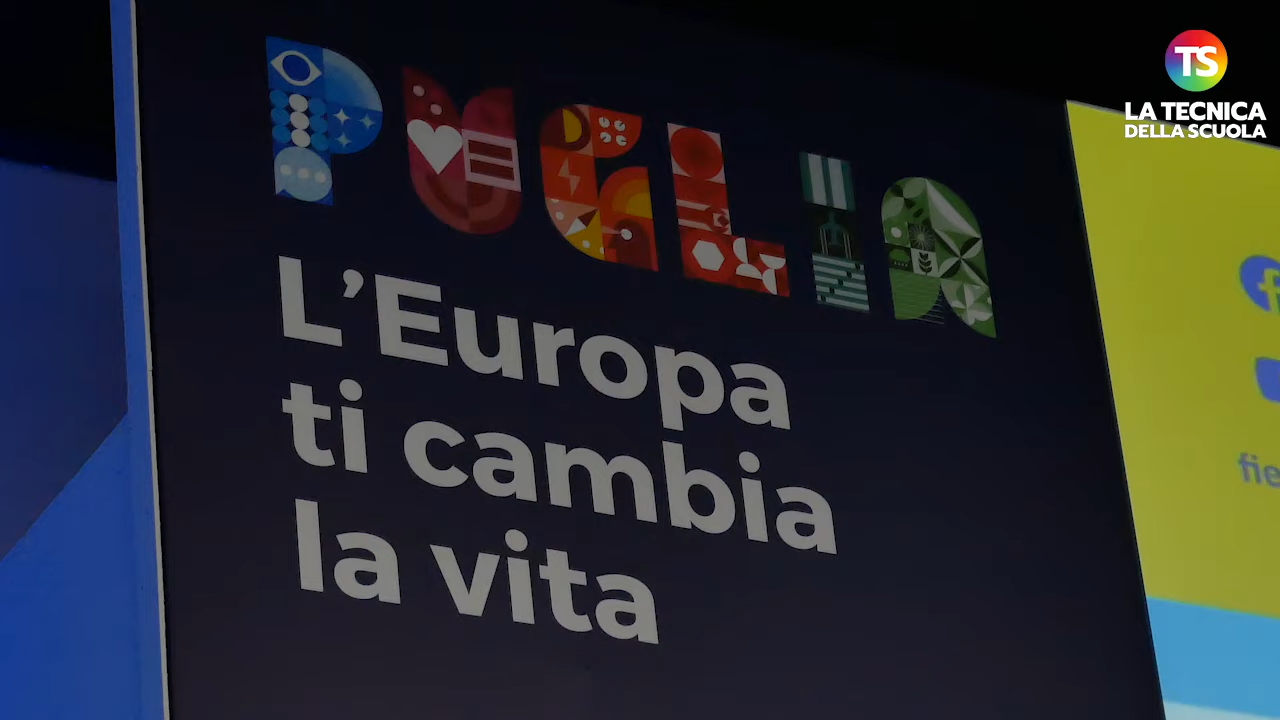 PUGLIA
L'Europa
ti cambia
la vita
TS
LA TECNICA
DELLA SCUOLA